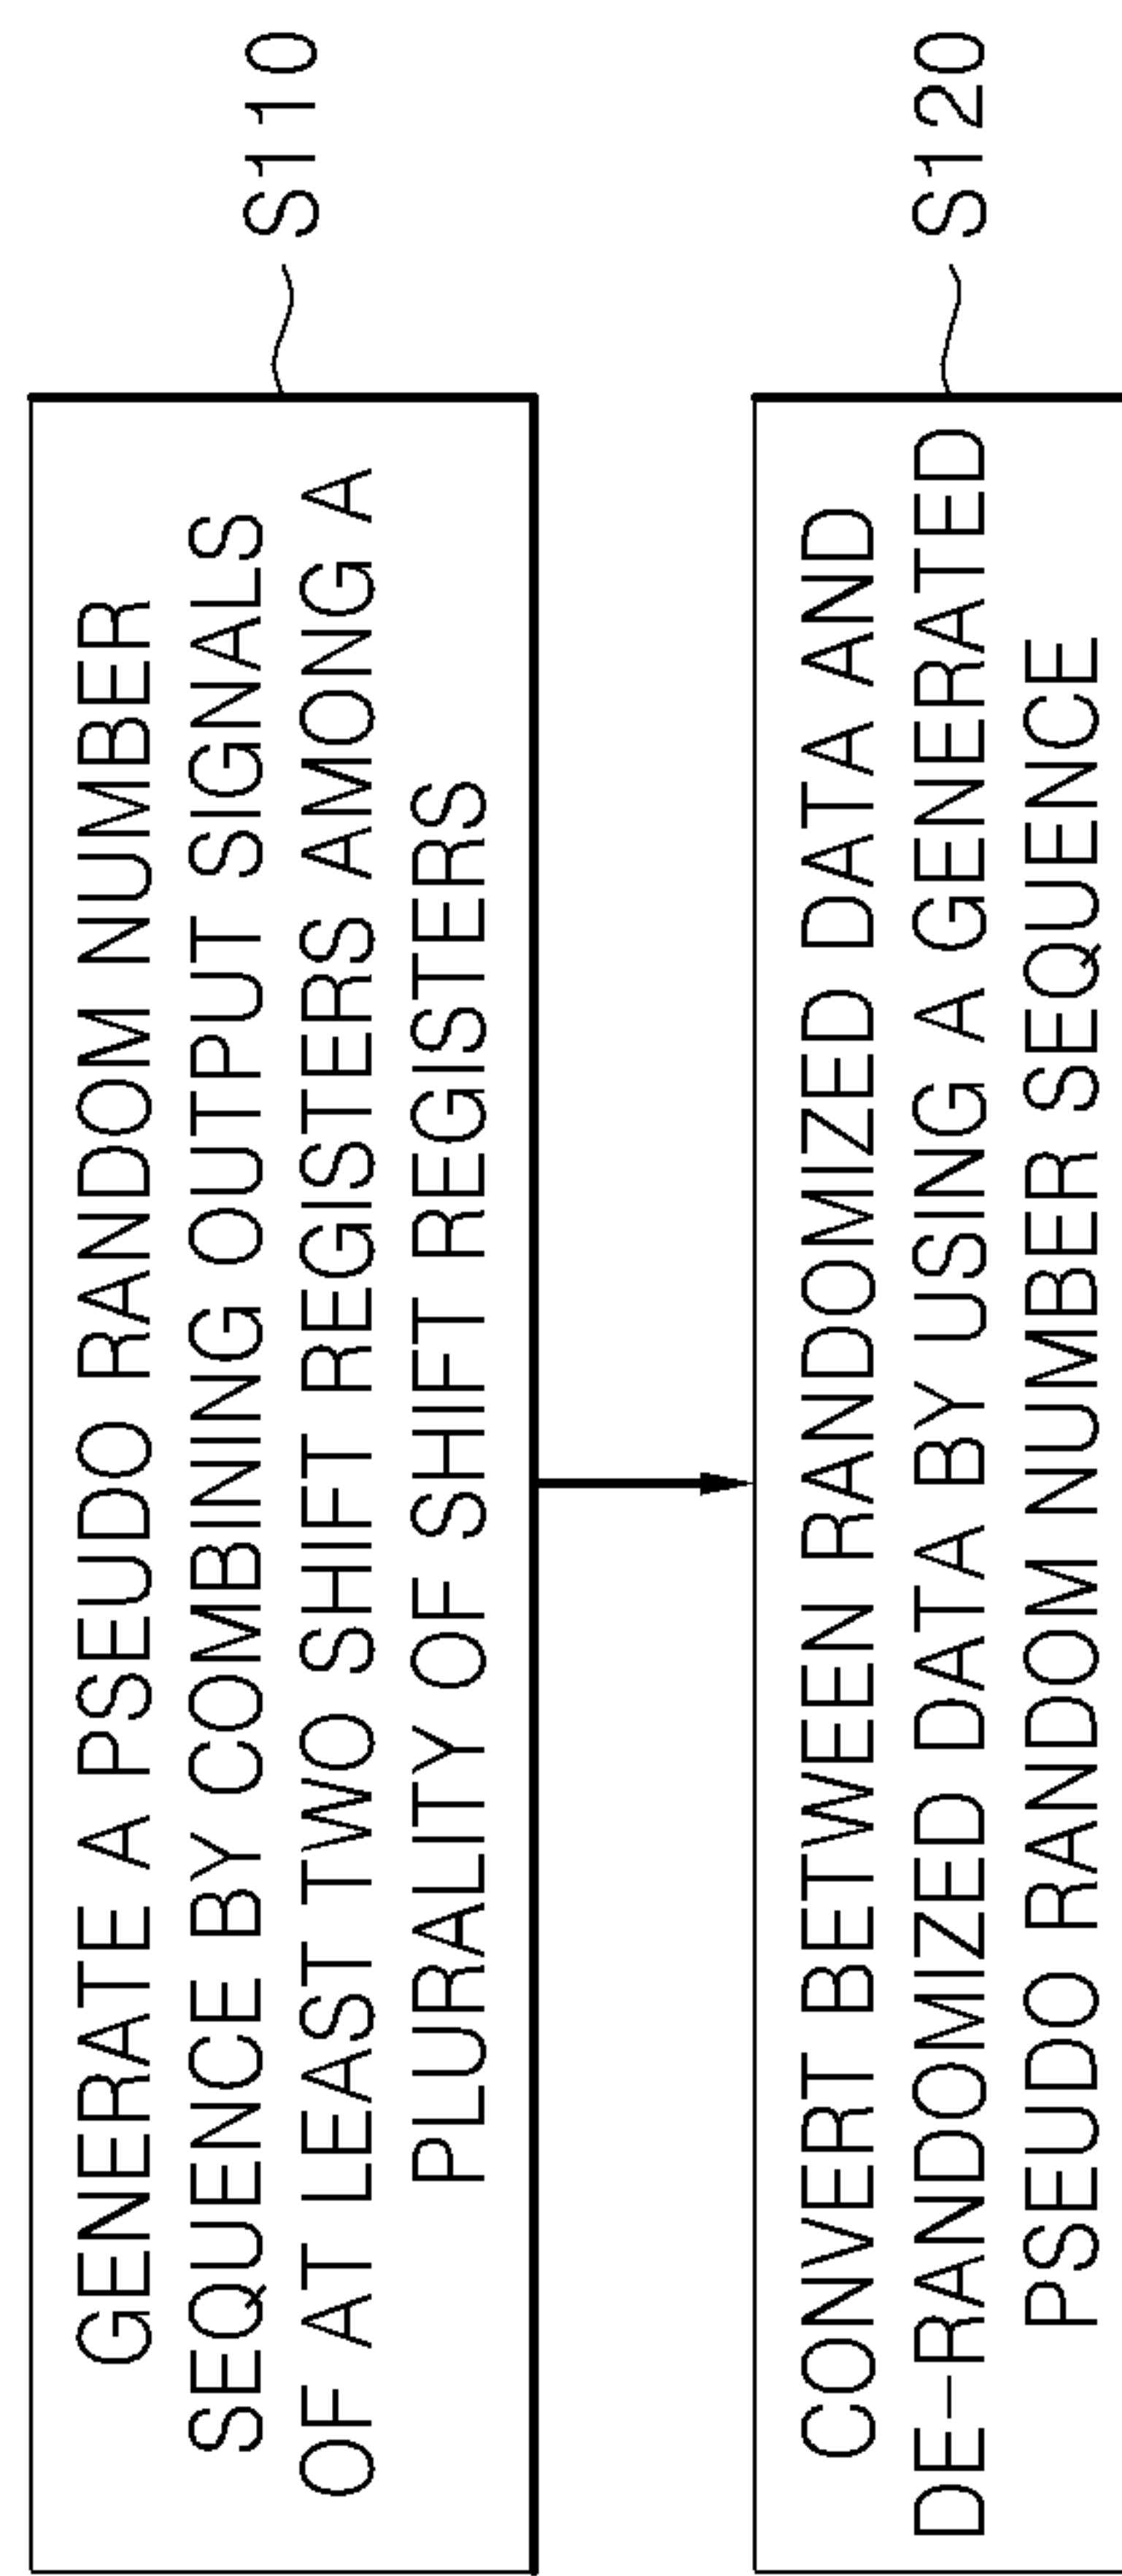 GENERATE A PSEUDO RANDOM NUMBER
SEQUENCE BY COMBINING OUTPUT SIGNALS
OF AT LEAST TWO SHIFT REGISTERS AMONG A
PLURALITY OF SHIFT REGISTERS
S110
CONVERT BETWEEN RANDOMIZED DATA AND
DE-RANDOMIZED DATA BY USING A GENERATED
PSEUDO RANDOM NUMBER SEQUENCE
S120